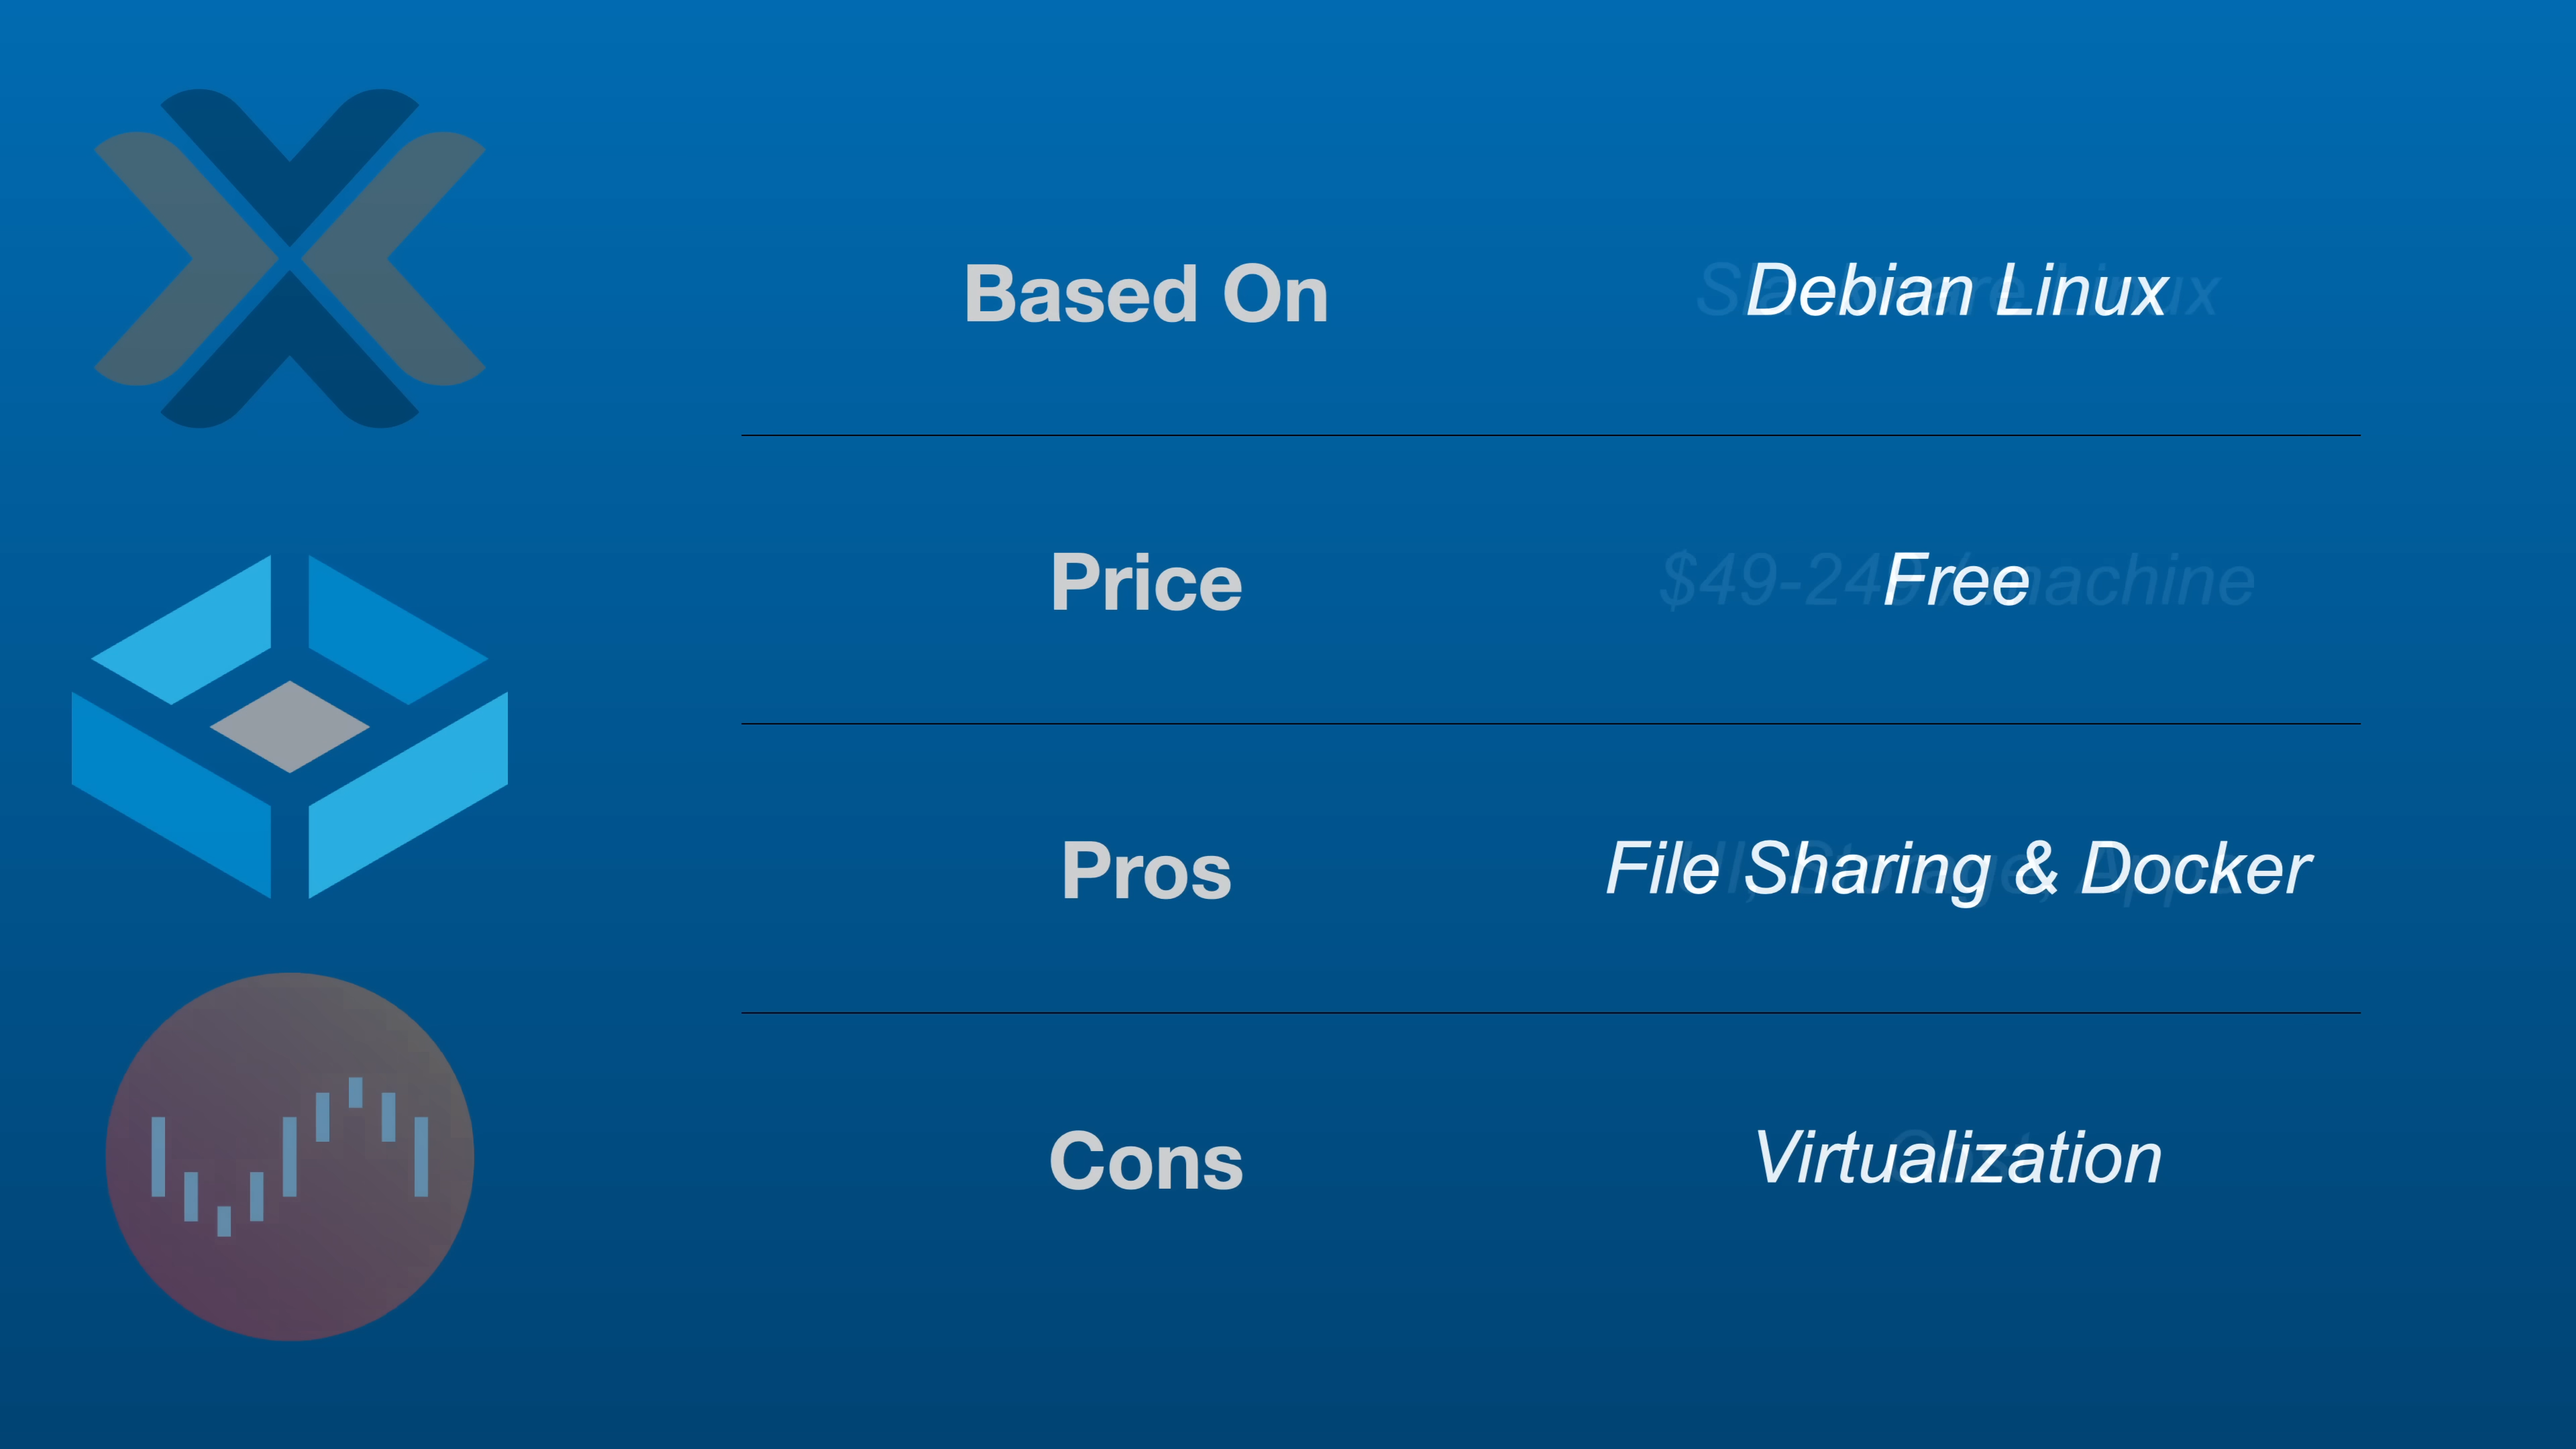 Based On
Debian Linux
Price
Free
Pros
File Sharing & Docker
Cons
Virtualization